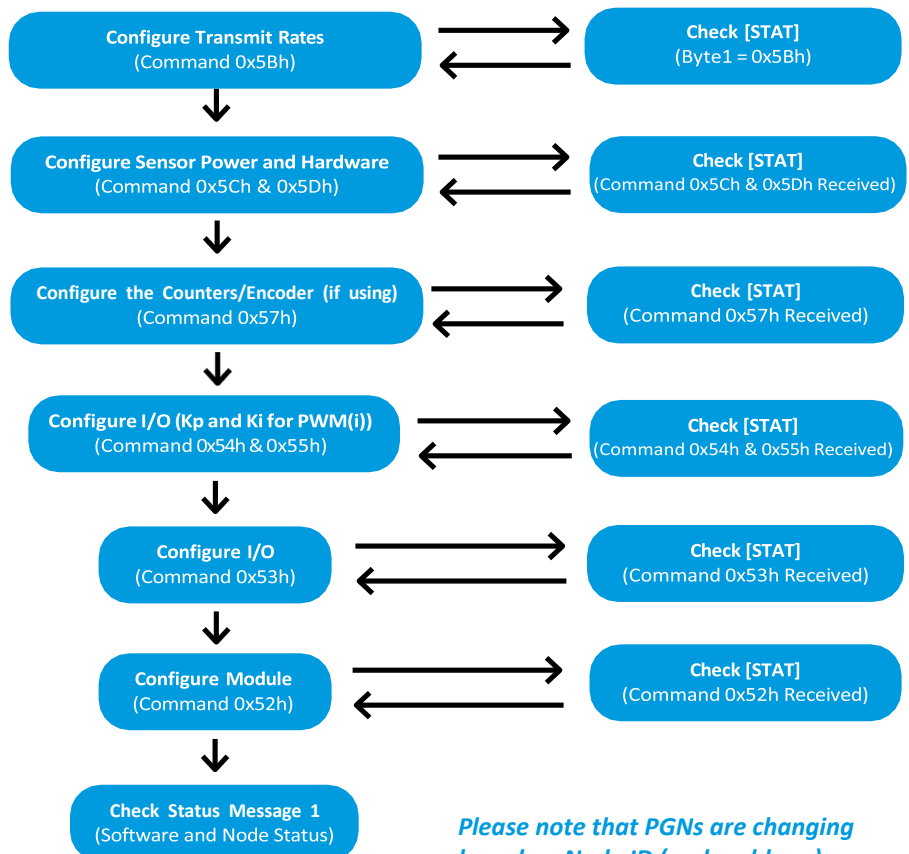 Configure Transmit Rates
(Command 0x5Bh)
Check [STAT]
(Byte1 = 0x5Bh)
Configure Sensor Power and Hardware
(Command 0x5Ch & 0x5Dh)
Check [STAT]
(Command 0x5Ch & 0x5Dh Received)
Configure the Counters/Encoder (if using)
(Command 0x57h)
Check [STAT]
(Command 0x57h Received)
Configure I/O (Kp and Ki for PWM(i))
(Command 0x54h & 0x55h)
Check [STAT]
(Command 0x54h & 0x55h Received)
Configure I/O
(Command 0x53h)
Check [STAT]
(Command 0x53h Received)
Configure Module
(Command 0x52h)
Check [STAT]
(Command 0x52h Received)
Check Status Message 1
(Software and Node Status)
Please note that PGNs are changing